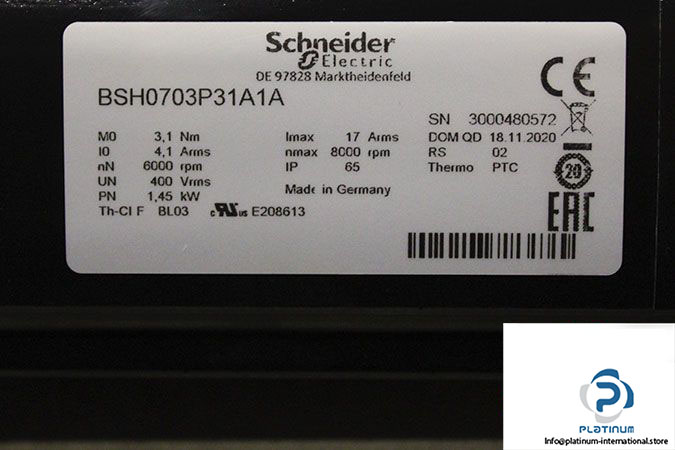 Schneider
Electric
DE 97828 Marktheidenfeld
BSH0703P31A1A
SN 3000480572
M0 3,1 Nm Imax 17 Arms DOM QD 18.11.2020
I0 4,1 Arms nmax 8000 rpm RS 02
nN 6000 rpm IP 65 Thermo PTC
UN 400 Vrms
PN 1,45 kW Made in Germany
Th-Cl F BL03 c RU us E208613
CE
20
EAC
P
PLATINUM
Info@platinum-international.store